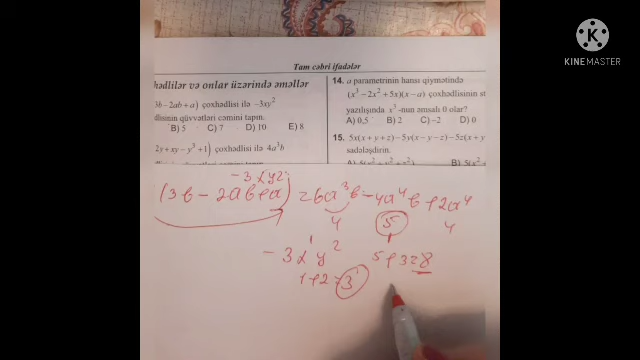 KINEMASTER
Tam cəbri ifadələr
hədlilər və onlar üzərində əməllər
3b − 2ab + a) çoxhədlisi ilə −3xy²
dlisinin qüvvətləri cəmini tapın.
B) 5 C) 7 D) 10 E) 8
2y + xy − y³ + 1) çoxhədlisi ilə 4a³b
14. a parametrinin hansı qiymətində
(x³ − 2x² + 5x)(x − a) çoxhədlisinin st
yazılışında x³-nun əmsalı 0 olar?
A) 0,5 B) 2 C) −2 D) 0
15. 5x(x + y + z) − 5y(x − y − z) − 5z(x + y
sadələşdirin.
−3xy²
(3b − 2ab + a) = 6a³b − 4a⁴b + 2a⁴
4 5 4
−3x¹y² 5+3=8
1+2=3